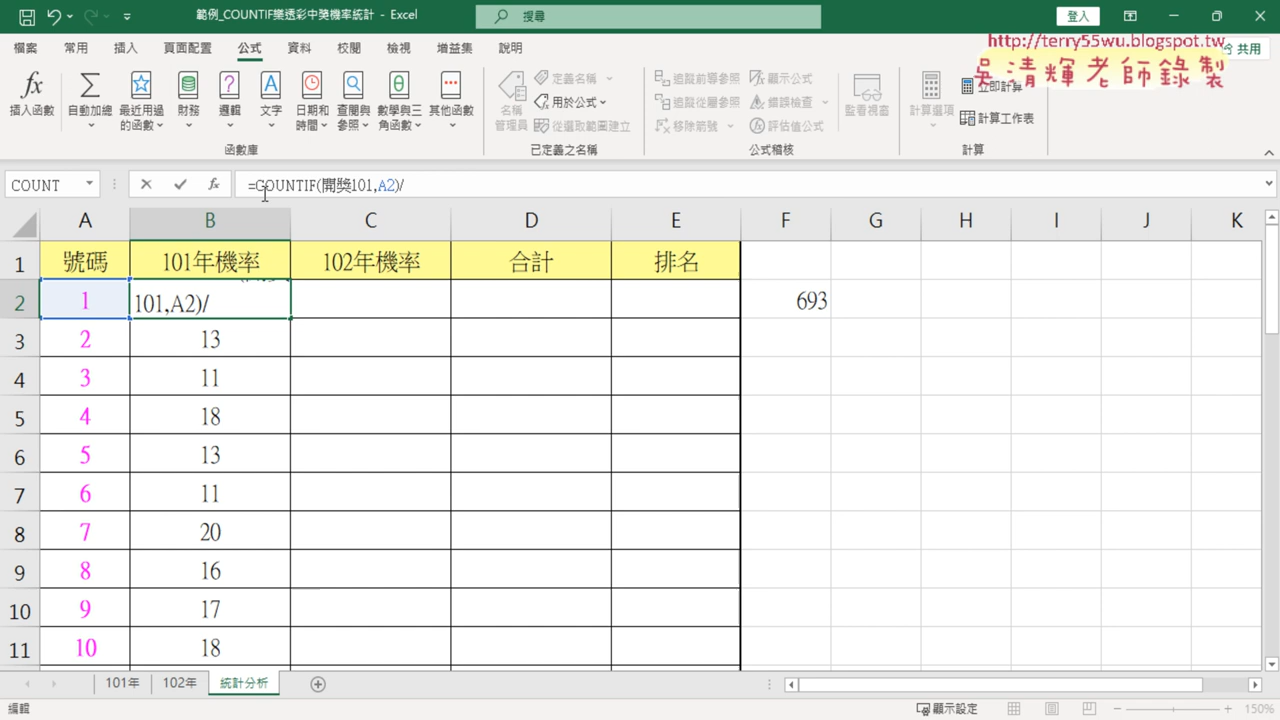 範例_COUNTIF樂透彩中獎機率統計 - Excel
搜尋
登入
http://terry55wu.blogspot.tw
吳清輝老師錄製
檔案 常用 插入 頁面配置 公式 資料 校閱 檢視 增益集 說明
共用
插入函數
自動加總
最近用過的函數
財務
邏輯
文字
日期和時間
查閱與參照
數學與三角函數
其他函數
函數庫
名稱管理員
定義名稱
用於公式
從選取範圍建立
已定義之名稱
追蹤前導參照
追蹤從屬參照
移除箭號
顯示公式
錯誤檢查
評估值公式
公式稽核
監看視窗
計算選項
立即計算
計算工作表
計算
COUNT
fx
=COUNTIF(開獎101,A2)/
A B C D E F G H I J K
1 號碼 101年機率 102年機率 合計 排名
2 1 101,A2)/ 693
3 2 13
4 3 11
5 4 18
6 5 13
7 6 11
8 7 20
9 8 16
10 9 17
11 10 18
101年 102年 統計分析
編輯
顯示設定
150%